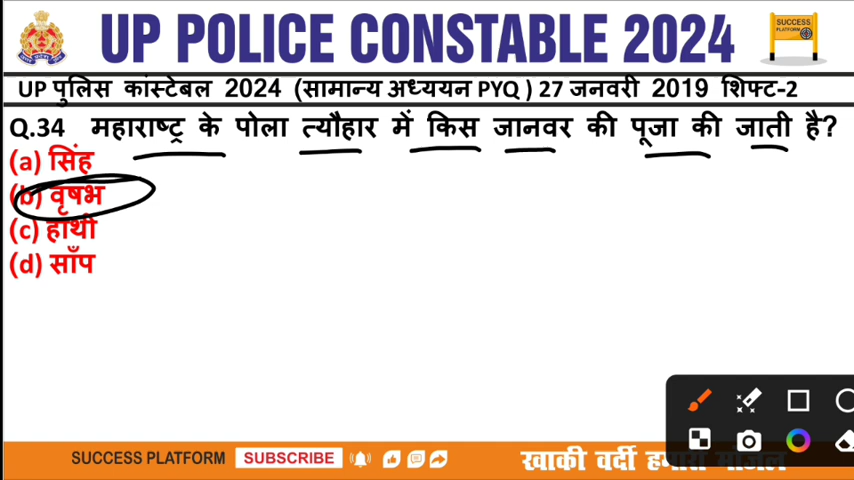 UP POLICE CONSTABLE 2024
SUCCESS
PLATFORM
UP पुलिस कांस्टेबल 2024 (सामान्य अध्ययन PYQ ) 27 जनवरी 2019 शिफ्ट-2
Q.34 महाराष्ट्र के पोला त्यौहार में किस जानवर की पूजा की जाती है?
(a) सिंह
(b) वृषभ
(c) हाथी
(d) साँप
SUCCESS PLATFORM SUBSCRIBE खाकी वर्दी हमारी मंजिल